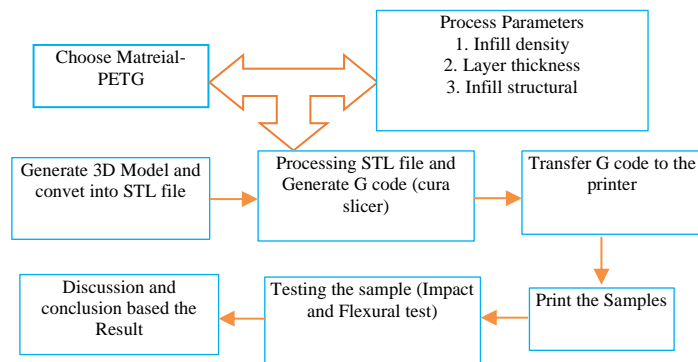 Choose Matreial-
PETG
Process Parameters
1. Infill density
2. Layer thickness
3. Infill structural
Generate 3D Model and
convet into STL file
Processing STL file and
Generate G code (cura
slicer)
Transfer G code to the
printer
Discussion and
conclusion based the
Result
Testing the sample (Impact
and Flexural test)
Print the Samples